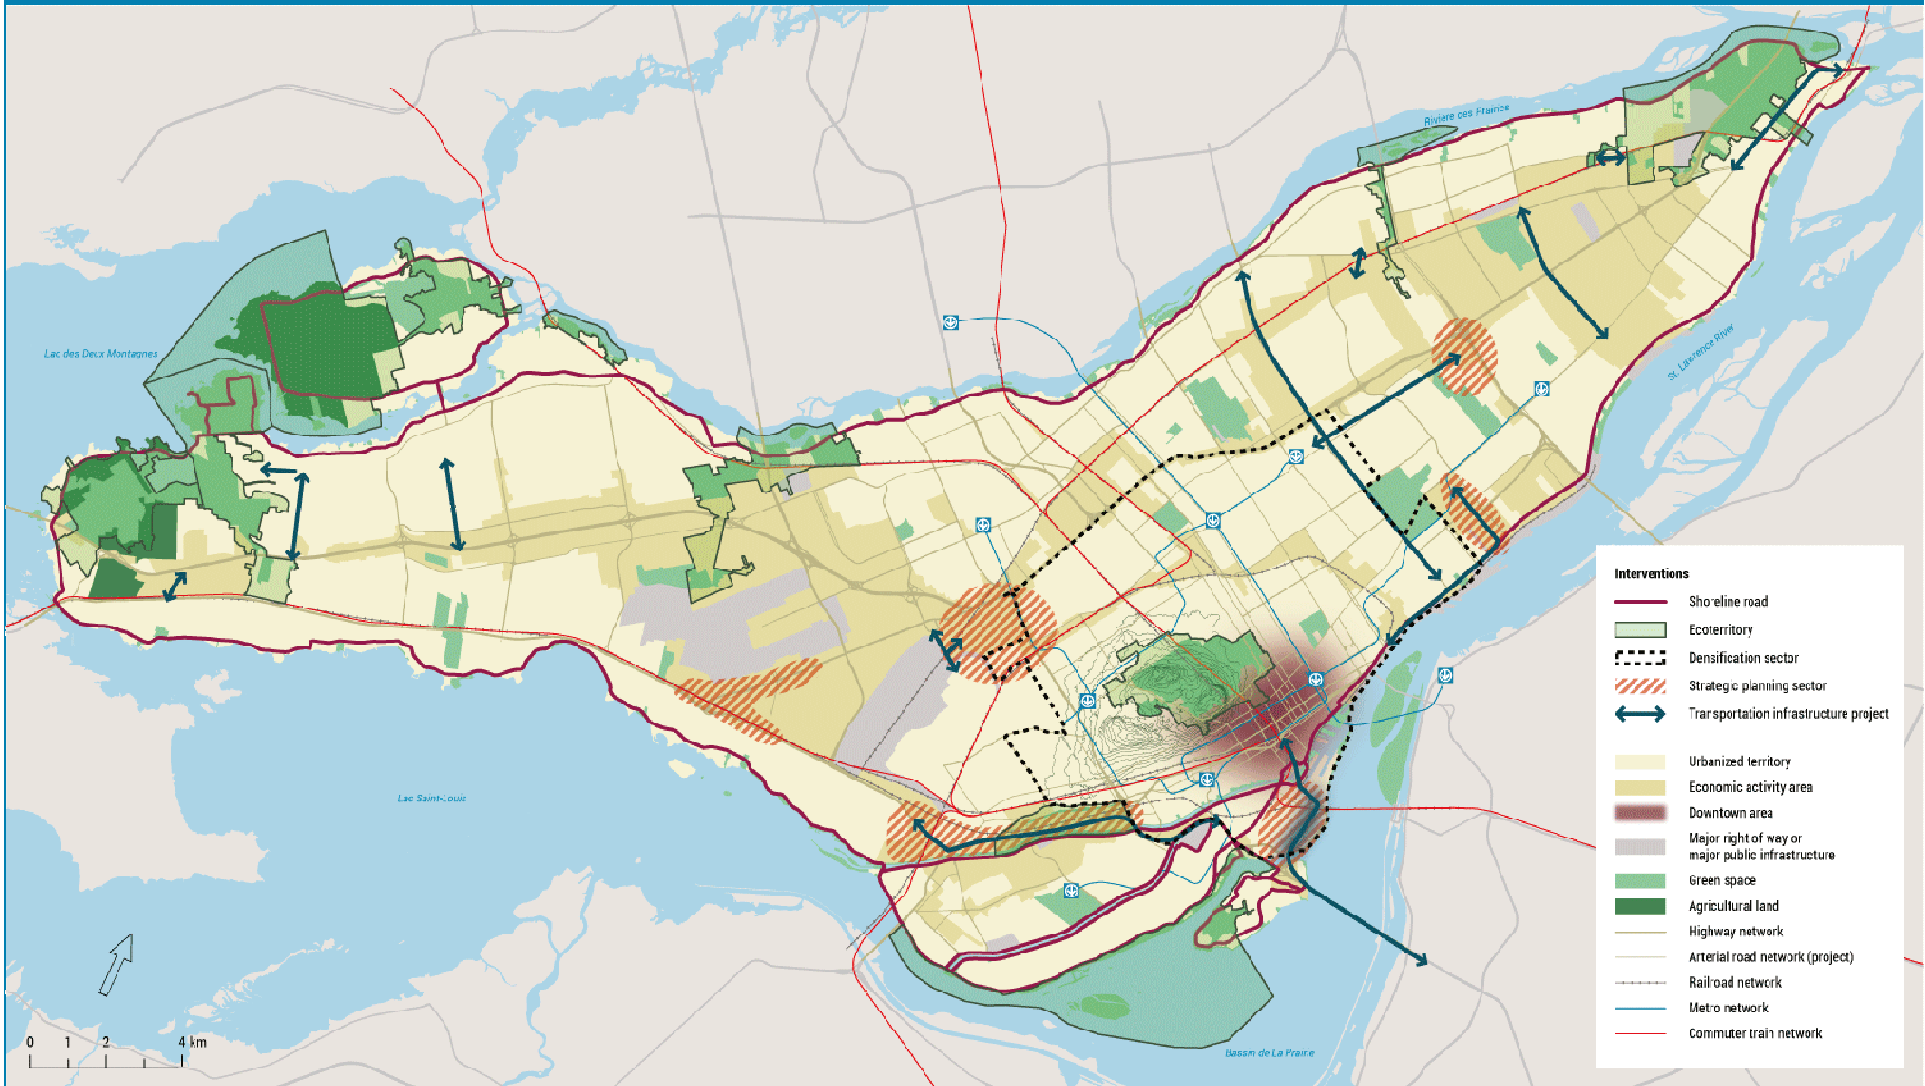 Rivière des Prairies
Lac des Deux Montagnes
St. Lawrence River
Lac Saint-Louis
Bassin de La Prairie
0 1 2 4 km
Interventions
Shoreline road
Ecoterritory
Densification sector
Strategic planning sector
Transportation infrastructure project
Urbanized territory
Economic activity area
Downtown area
Major right of way or
major public infrastructure
Green space
Agricultural land
Highway network
Arterial road network (project)
Railroad network
Metro network
Commuter train network